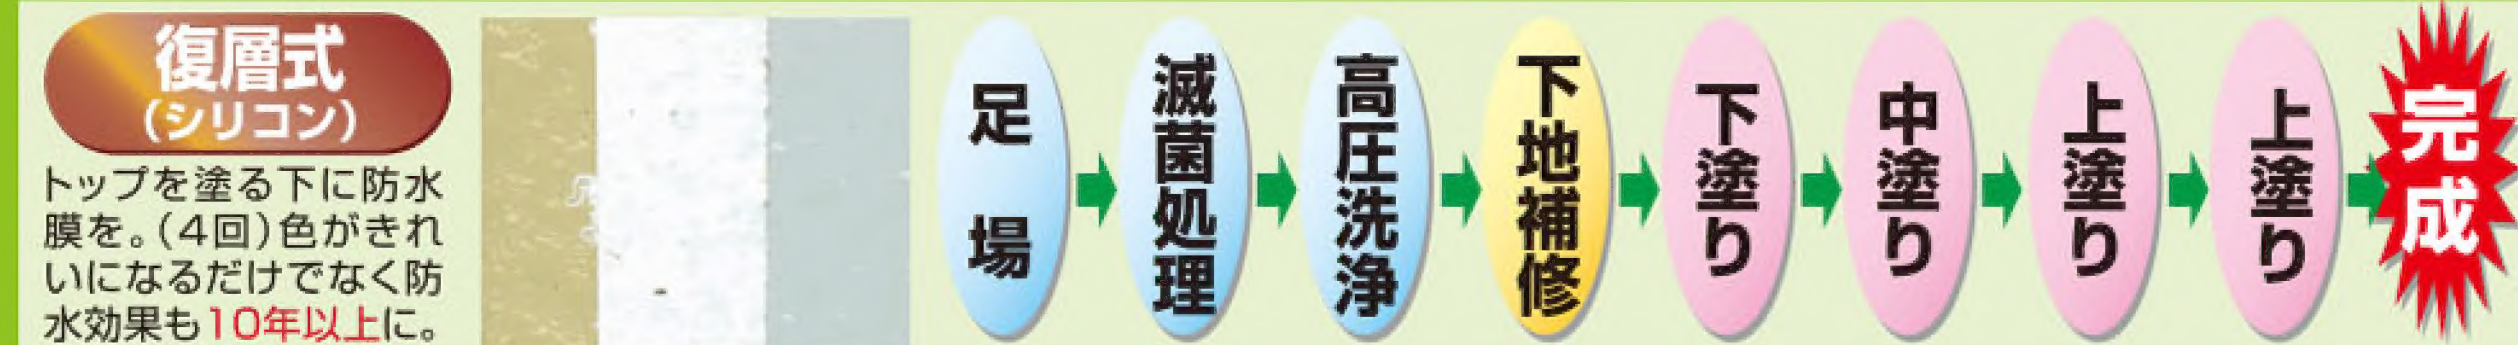 復層式
(シリコン)
トップを塗る下に防水
膜を。(4回)色がきれ
いになるだけでなく防
水効果も10年以上に。
足場
滅菌処理
高圧洗浄
下地補修
下塗り
中塗り
上塗り
上塗り
完成